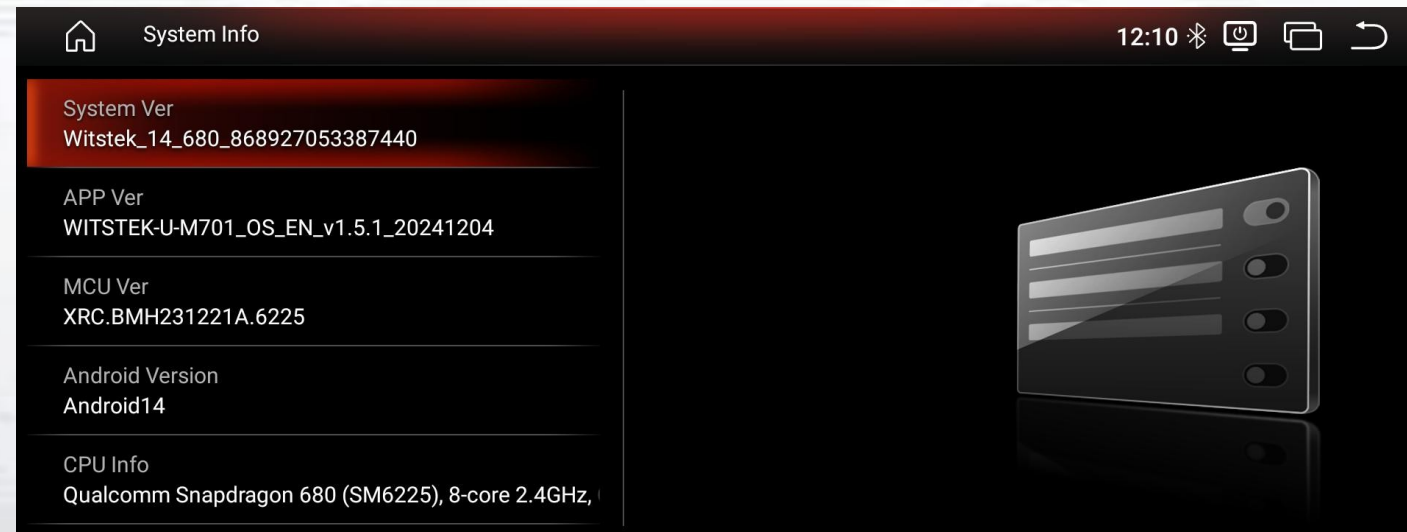 System Info
12:10
System Ver
Witstek_14_680_868927053387440
APP Ver
WITSTEK-U-M701_OS_EN_v1.5.1_20241204
MCU Ver
XRC.BMH231221A.6225
Android Version
Android14
CPU Info
Qualcomm Snapdragon 680 (SM6225), 8-core 2.4GHz,